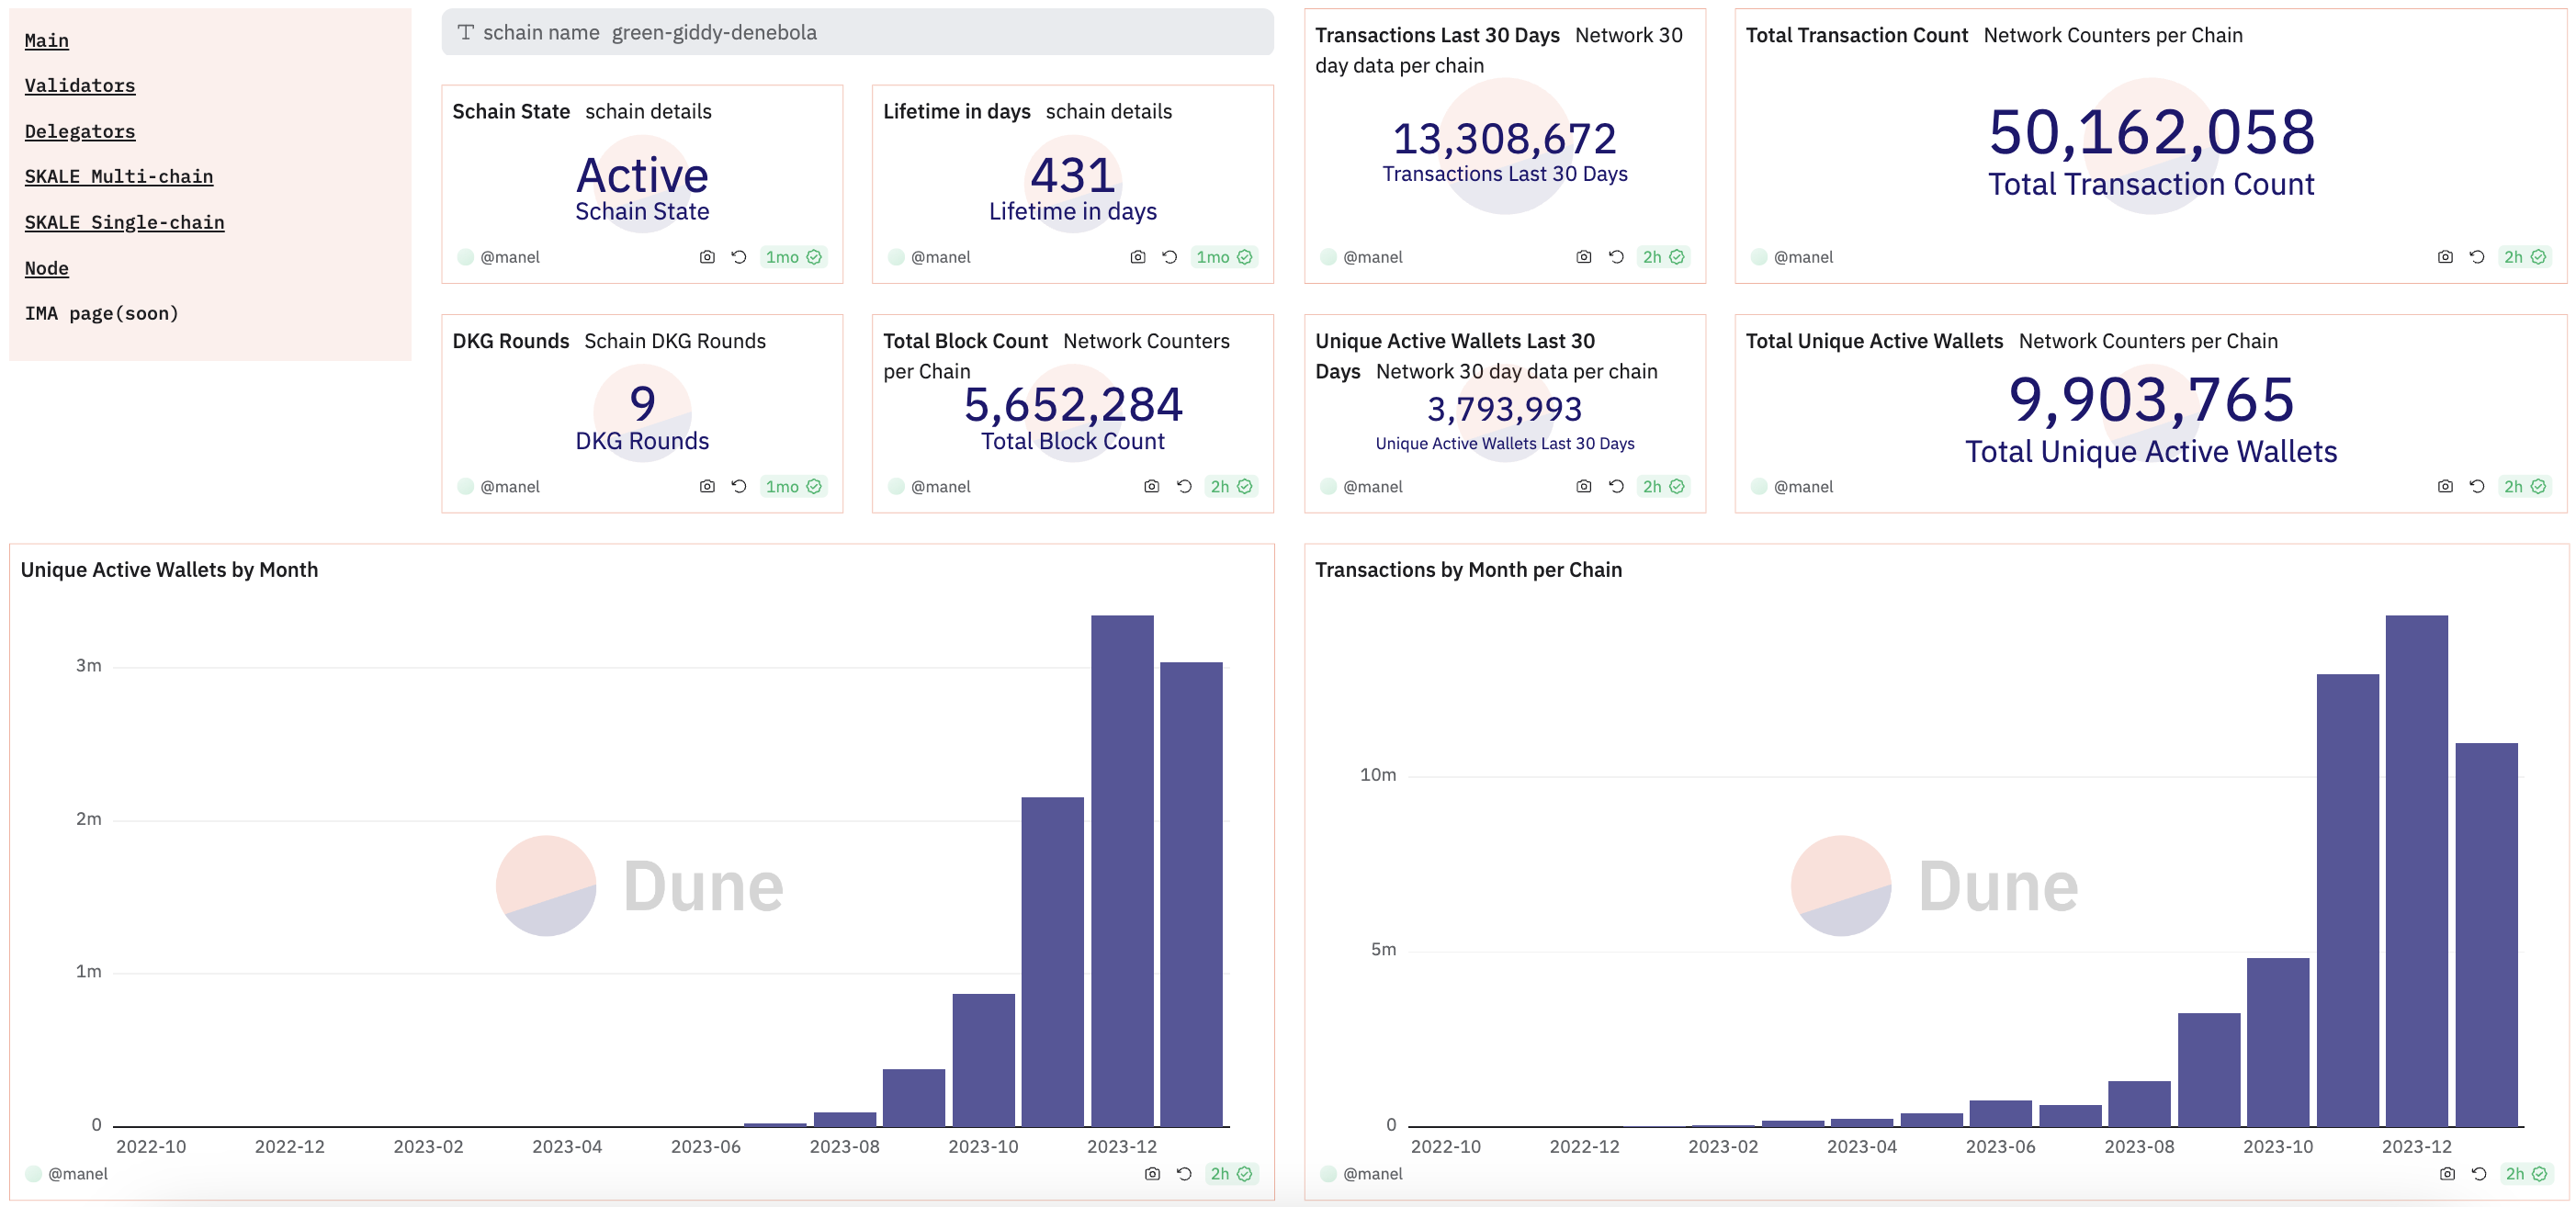 Main
Validators
Delegators
SKALE Multi-chain
SKALE Single-chain
Node
IMA page(soon)
schain name green-giddy-denebola
Schain State schain details
Active
Schain State
@manel
1mo
Lifetime in days schain details
431
Lifetime in days
@manel
1mo
Transactions Last 30 Days Network 30
day data per chain
13,308,672
Transactions Last 30 Days
@manel
2h
Total Transaction Count Network Counters per Chain
50,162,058
Total Transaction Count
@manel
2h
DKG Rounds Schain DKG Rounds
9
DKG Rounds
@manel
1mo
Total Block Count Network Counters
per Chain
5,652,284
Total Block Count
@manel
2h
Unique Active Wallets Last 30
Days Network 30 day data per chain
3,793,993
Unique Active Wallets Last 30 Days
@manel
2h
Total Unique Active Wallets Network Counters per Chain
9,903,765
Total Unique Active Wallets
@manel
2h
Unique Active Wallets by Month
3m
2m
1m
0
Dune
2022-10 2022-12 2023-02 2023-04 2023-06 2023-08 2023-10 2023-12
@manel
2h
Transactions by Month per Chain
10m
5m
0
Dune
2022-10 2022-12 2023-02 2023-04 2023-06 2023-08 2023-10 2023-12
@manel
2h